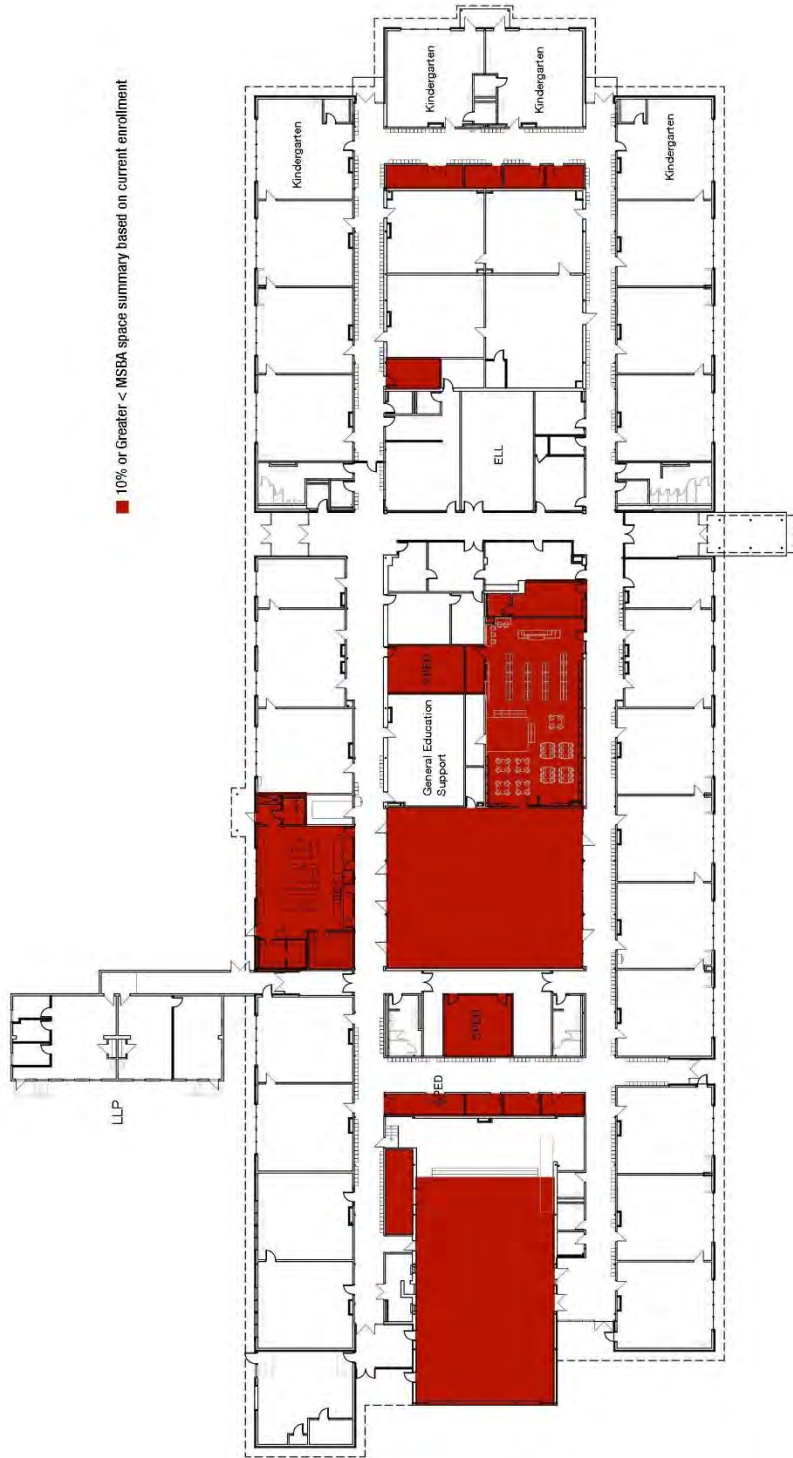 LLP
10% or Greater < MSBA space summary based on current enrollment
Kindergarten
General Education
Support
SPED
Kindergarten
PED
SPED
ELL
Kindergarten
Kindergarten